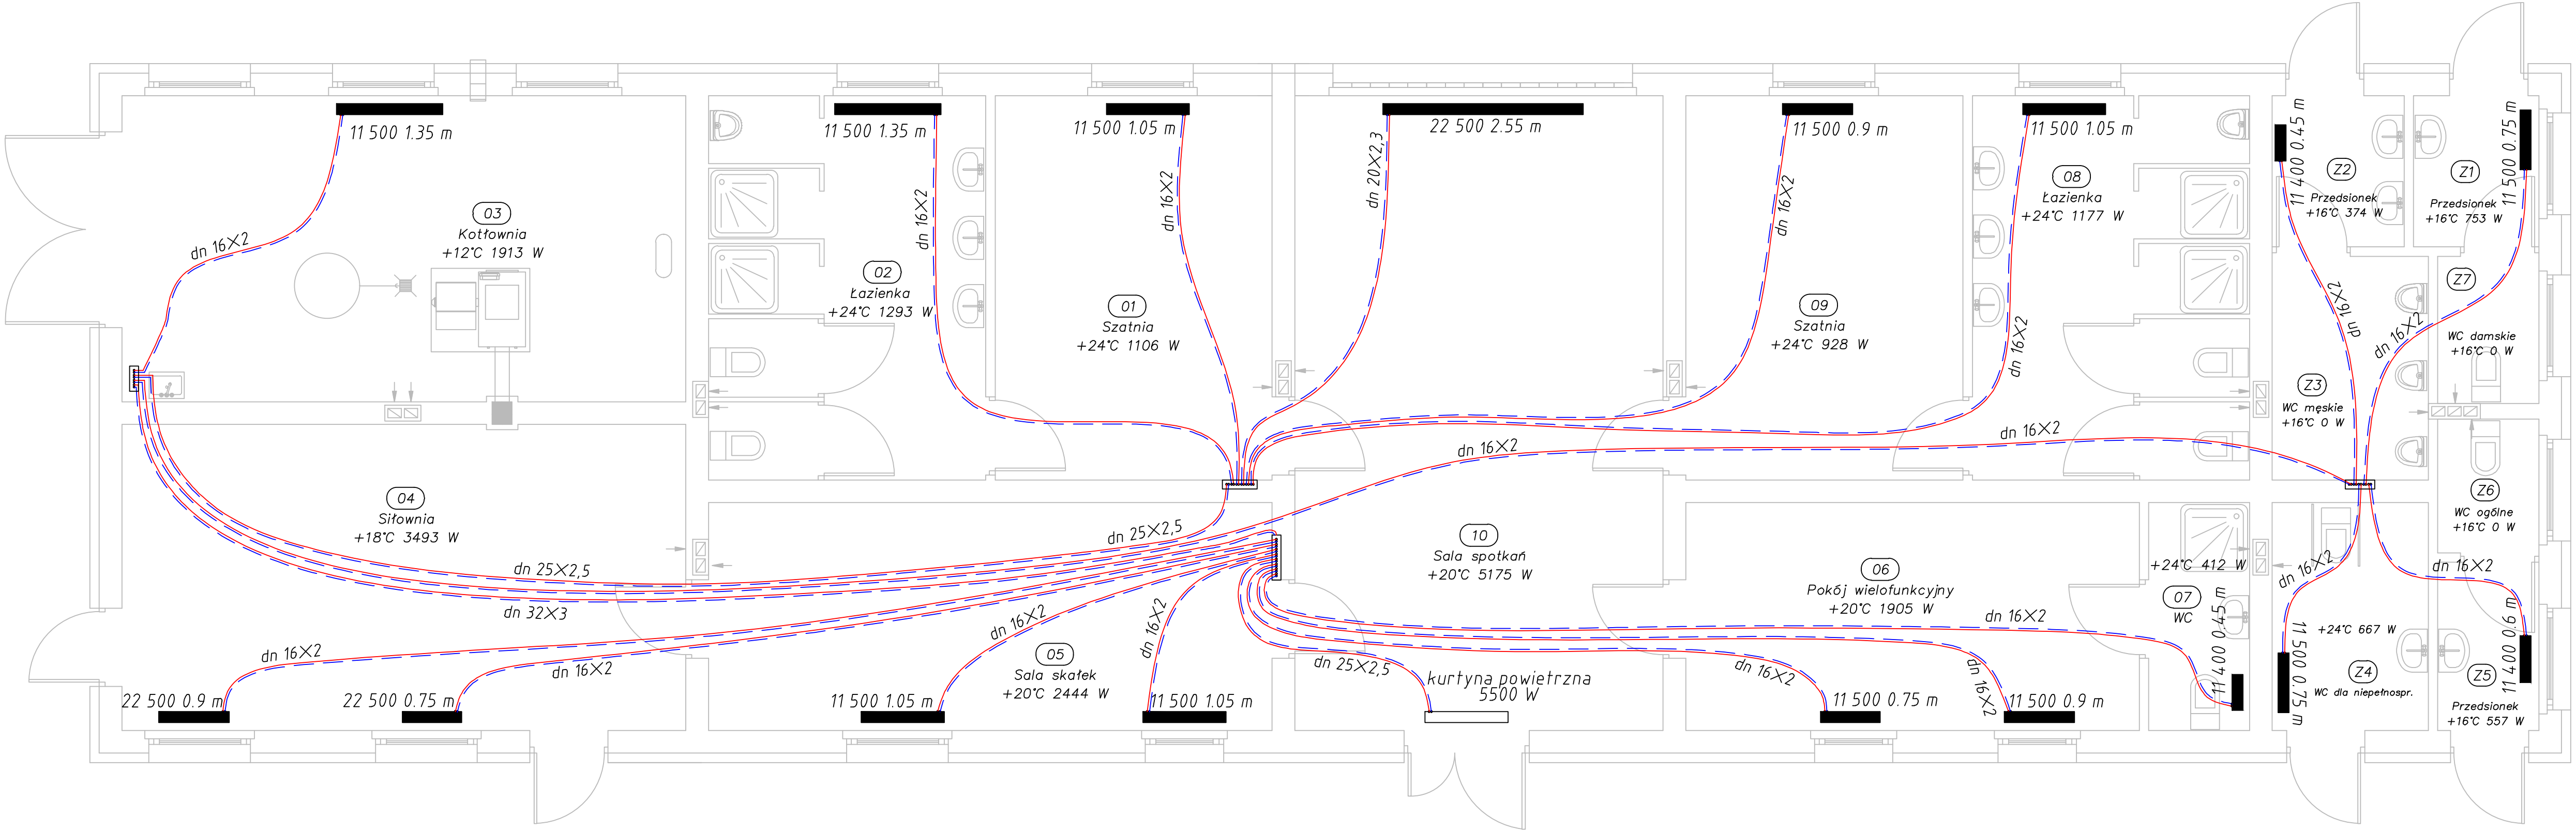 11 500 1.35 m
dn 16X2
03
Kotłownia
+12°C 1913 W
11 500 1.35 m
dn 16X2
02
Łazienka
+24°C 1293 W
11 500 1.05 m
dn 16X2
01
Szatnia
+24°C 1106 W
22 500 2.55 m
dn 20X2,3
11 500 0.9 m
dn 16X2
09
Szatnia
+24°C 928 W
11 500 1.05 m
dn 16X2
08
Łazienka
+24°C 1177 W
11 400 0.45 m
Z2
Przedsionek
+16°C 374 W
dn 16X2
11 500 0.75 m
Z1
Przedsionek
+16°C 753 W
dn 16X2
Z7
WC damskie
+16°C 0 W
Z3
WC męskie
+16°C 0 W
Z6
WC ogólne
+16°C 0 W
dn 16X2
dn 16X2
04
Siłownia
+18°C 3493 W
dn 25X2,5
dn 25X2,5
dn 32X3
dn 16X2
22 500 0.9 m
dn 16X2
22 500 0.75 m
dn 16X2
11 500 1.05 m
dn 16X2
11 500 1.05 m
05
Sala skałek
+20°C 2444 W
10
Sala spotkań
+20°C 5175 W
dn 25X2,5
kurtyna powietrzna
5500 W
06
Pokój wielofunkcyjny
+20°C 1905 W
dn 16X2
dn 16X2
11 500 0.75 m
dn 16X2
11 500 0.9 m
+24°C 412 W
07
WC
11 400 0.45 m
dn 16X2
+24°C 667 W
Z4
WC dla niepełnospr.
11 500 0.75 m
dn 16X2
11 400 0.6 m
Z5
Przedsionek
+16°C 557 W